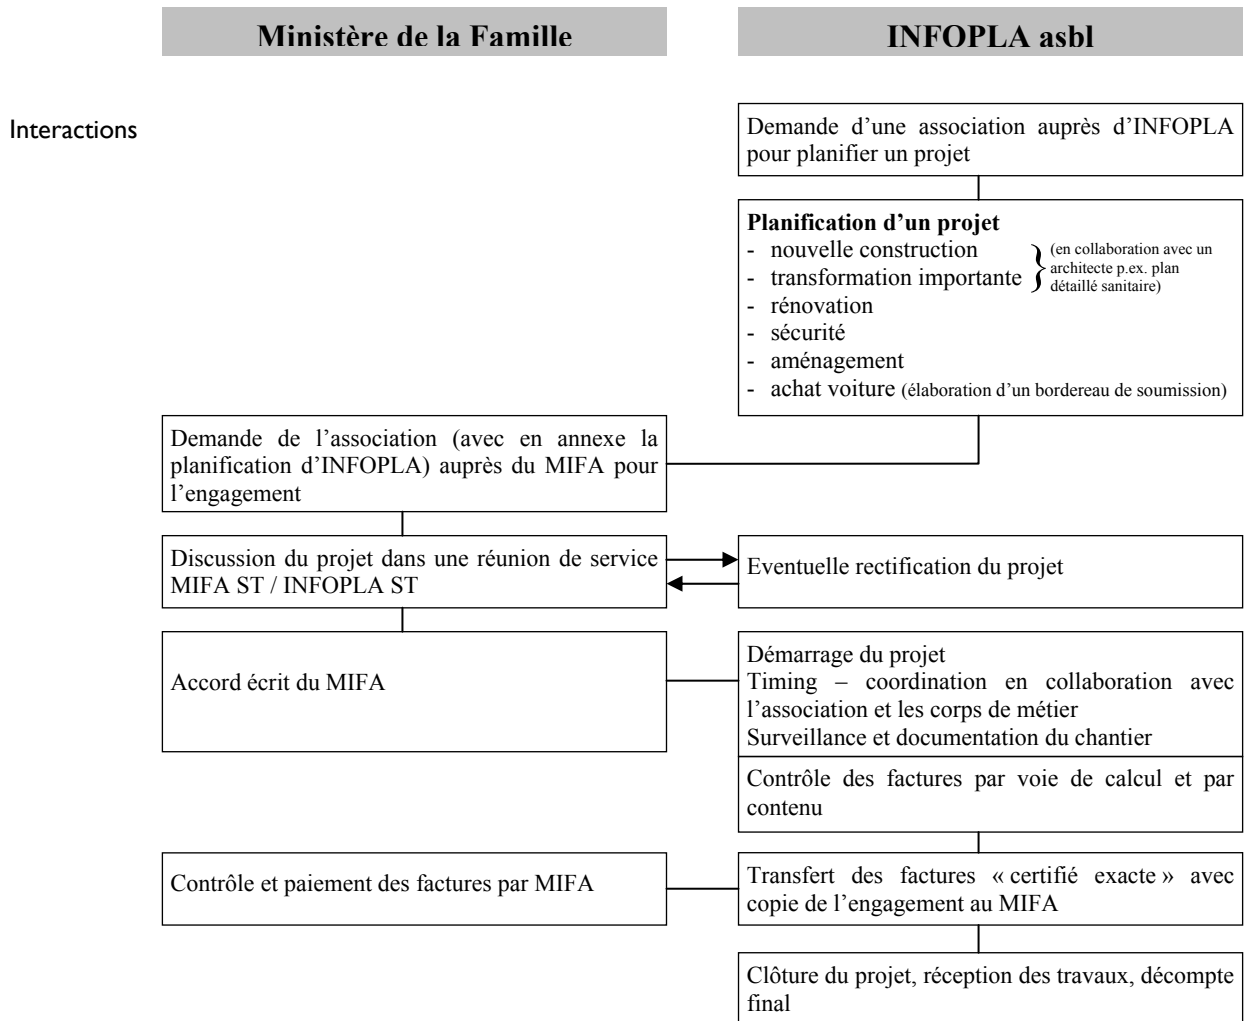 Ministère de la Famille
INFOPLA asbl
Interactions
Demande d’une association auprès d’INFOPLA
pour planifier un projet
Planification d’un projet
- nouvelle construction
- transformation importante
(en collaboration avec un
architecte p.ex. plan
détaillé sanitaire)
- rénovation
- sécurité
- aménagement
- achat voiture (élaboration d’un bordereau de soumission)
Demande de l’association (avec en annexe la
planification d’INFOPLA) auprès du MIFA pour
l’engagement
Discussion du projet dans une réunion de service
MIFA ST / INFOPLA ST
Eventuelle rectification du projet
Accord écrit du MIFA
Démarrage du projet
Timing – coordination en collaboration avec
l’association et les corps de métier
Surveillance et documentation du chantier
Contrôle des factures par voie de calcul et par
contenu
Contrôle et paiement des factures par MIFA
Transfert des factures « certifié exacte » avec
copie de l’engagement au MIFA
Clôture du projet, réception des travaux, décompte
final